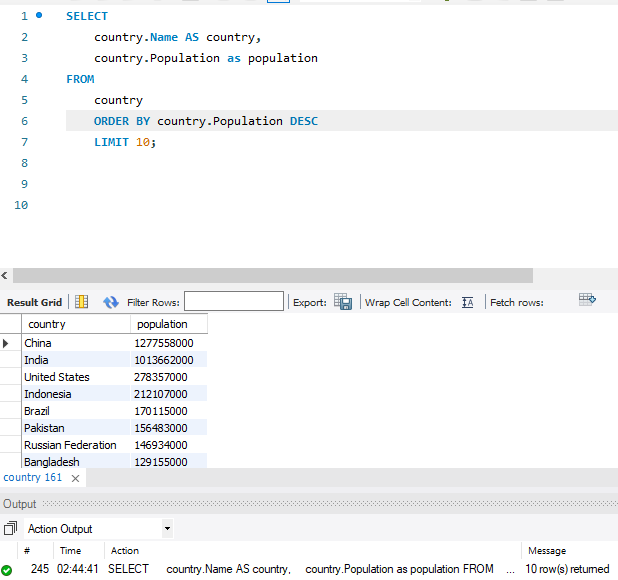 1 SELECT
2 country.Name AS country,
3 country.Population as population
4 FROM
5 country
6 ORDER BY country.Population DESC
7 LIMIT 10;
8
9
10
Result Grid Filter Rows: Export: Wrap Cell Content: IA Fetch rows:
country population
China 1277558000
India 1013662000
United States 278357000
Indonesia 212107000
Brazil 170115000
Pakistan 156483000
Russian Federation 146934000
Bangladesh 129155000
country 161
Output
Action Output
# Time Action Message
245 02:44:41 SELECT country.Name AS country, country.Population as population FROM ... 10 row(s) returned